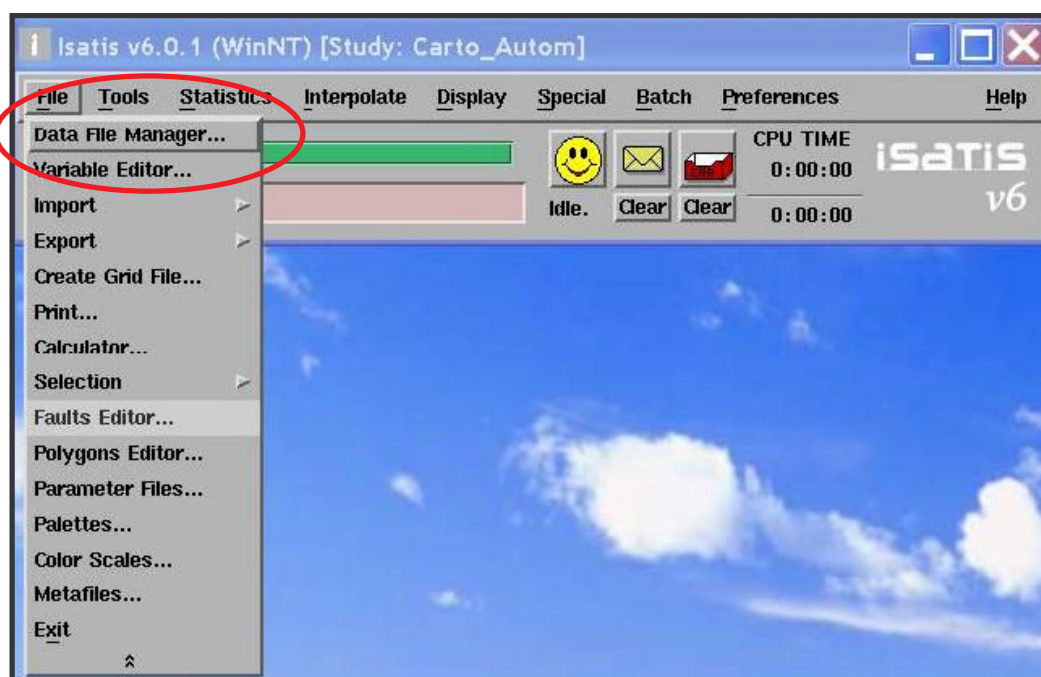 Isatis v6.0.1 (WinNT) [Study: Carto_Autom]
File Tools Statistics Interpolate Display Special Batch Preferences Help
Data File Manager...
Variable Editor...
Import
Export
Create Grid File...
Print...
Calculator...
Selection
Faults Editor...
Polygons Editor...
Parameter Files...
Palettes...
Color Scales...
Metafiles...
Exit
Idle.
Clear Clear
ERR
CPU TIME
0:00:00
0:00:00
isatis
v6